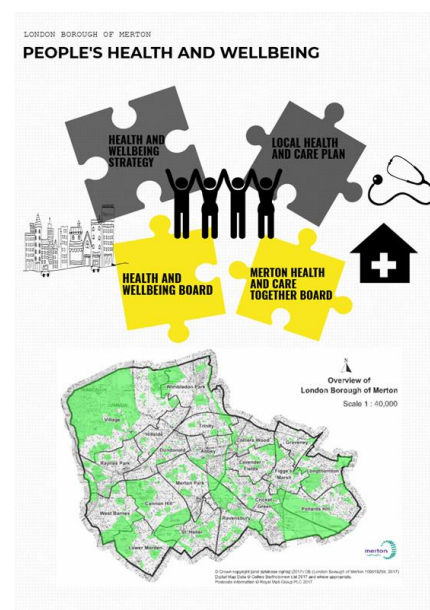 LONDON BOROUGH OF MERTON
PEOPLE'S HEALTH AND WELLBEING
HEALTH AND
WELLBEING
STRATEGY
LOCAL HEALTH
AND CARE PLAN
HEALTH AND
WELLBEING BOARD
MERTON HEALTH
AND CARE
TOGETHER BOARD
N
Overview of
London Borough of Merton
Scale 1 : 40,000
Wimbledon Park
Village
Hillside
Trinity
Raynes Park
Dundonald
Abbey
Colliers Wood
Graveney
Lavender
Fields
Figge's
Marsh
Longthornton
Merton Park
Cannon Hill
Cricket
Green
Pollards Hill
West Barnes
St. Helier
Ravensbury
Lower Morden
merton